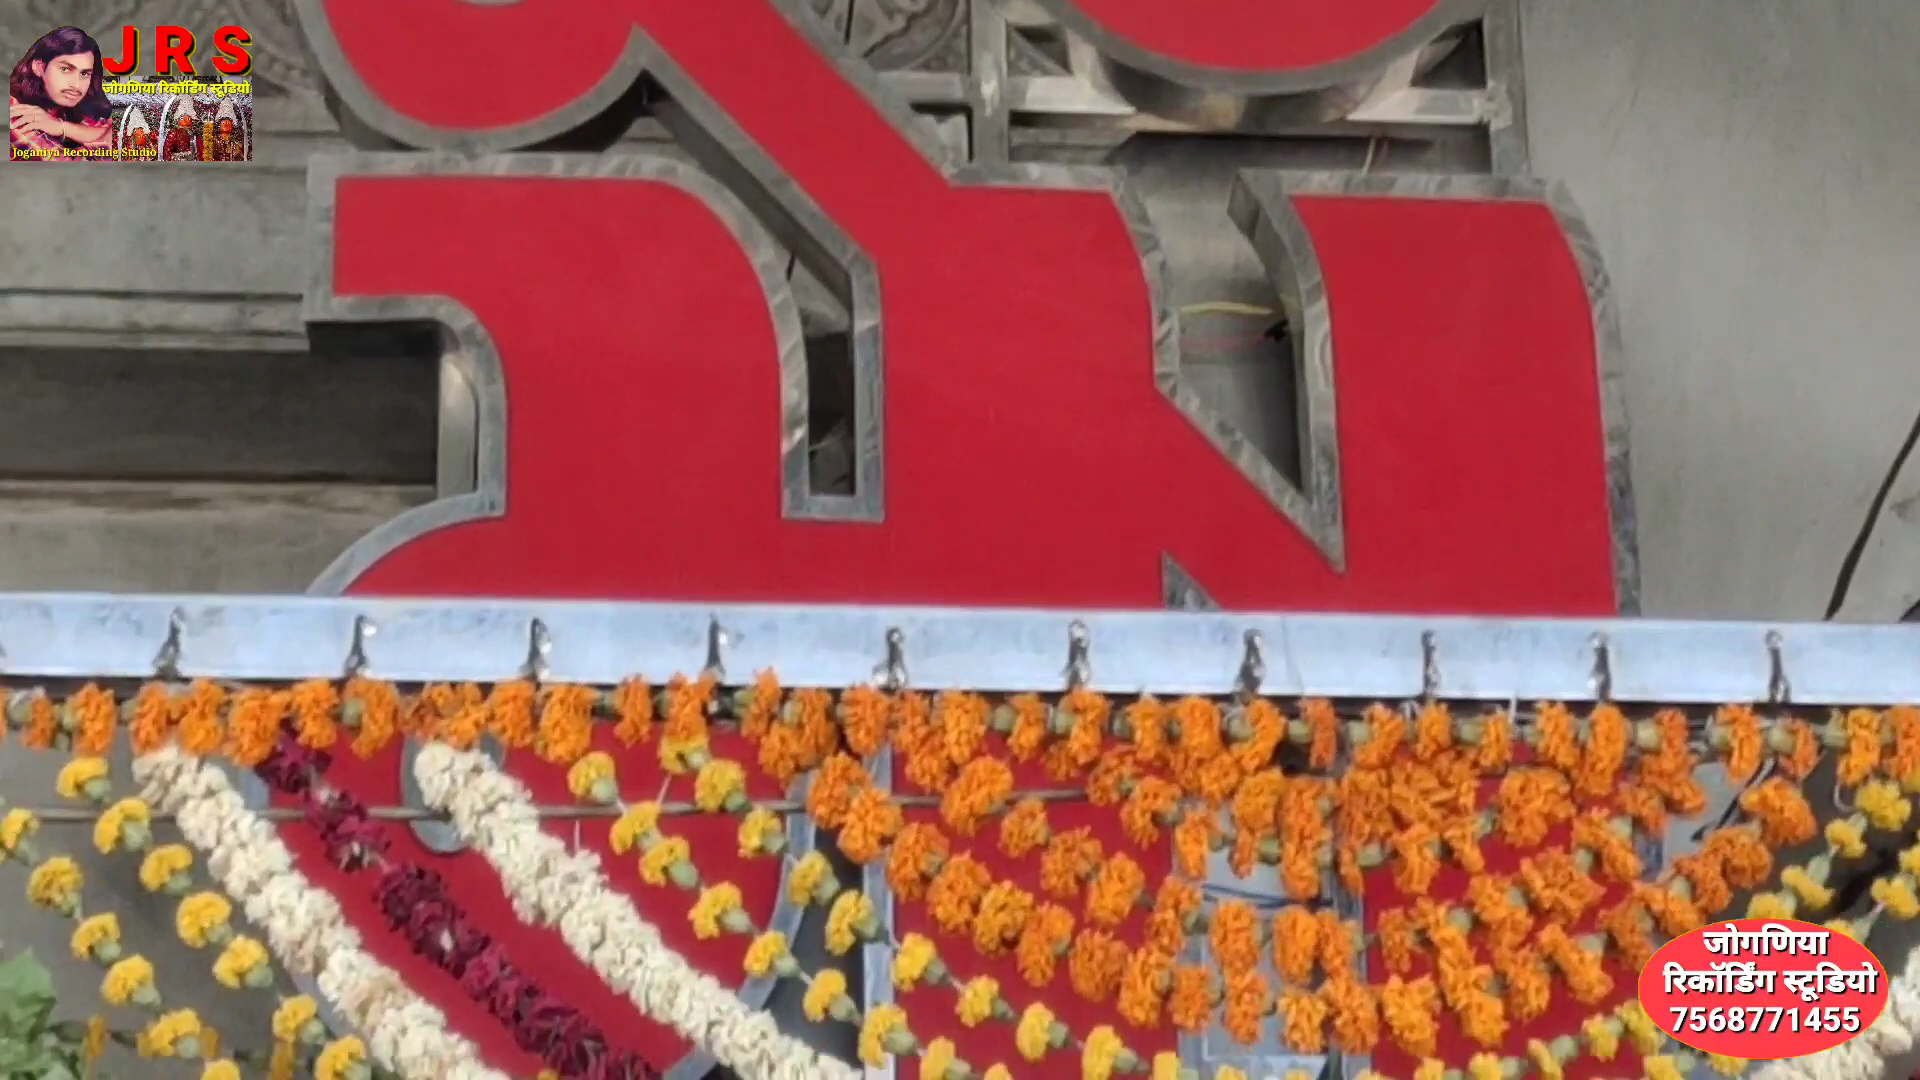 J R S
जोगणिया रिकॉर्डिंग स्टूडियो
Joganiya Recording Studio
जोगणिया
रिकॉर्डिंग स्टूडियो
7568771455